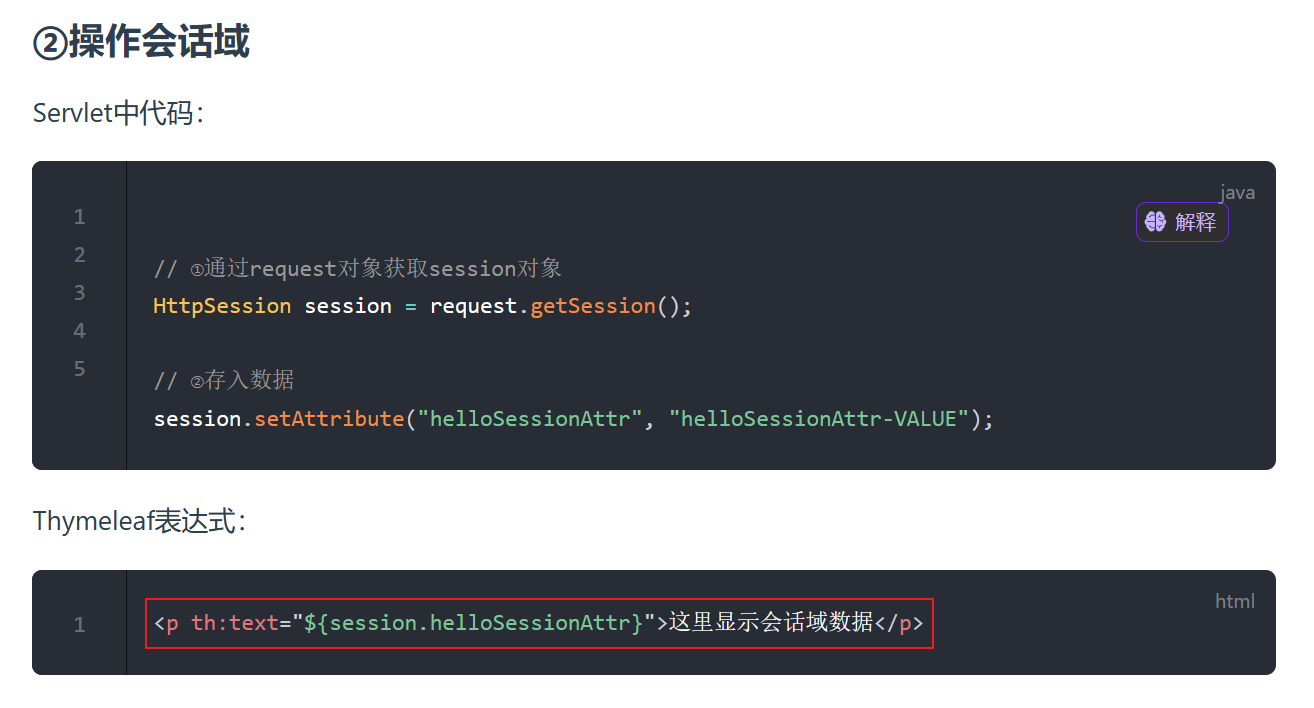 ②操作会话域
Servlet中代码：
java
解释
1
2
3
4
5
// ①通过request对象获取session对象
HttpSession session = request.getSession();
// ②存入数据
session.setAttribute("helloSessionAttr", "helloSessionAttr-VALUE");
Thymeleaf表达式：
html
1
<p th:text="${session.helloSessionAttr}">这里显示会话域数据</p>